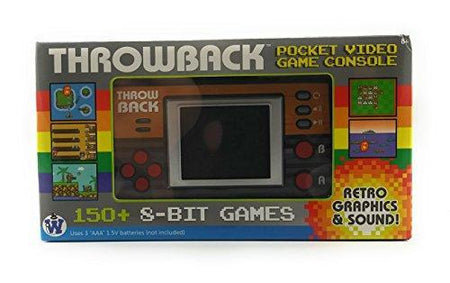 THROWBACK™
POCKET VIDEO
GAME CONSOLE
THROW
BACK
B
A
RETRO
GRAPHICS
& SOUND!
150+ 8-BIT GAMES
W
Uses 3 "AAA" 1.5V batteries (not included)